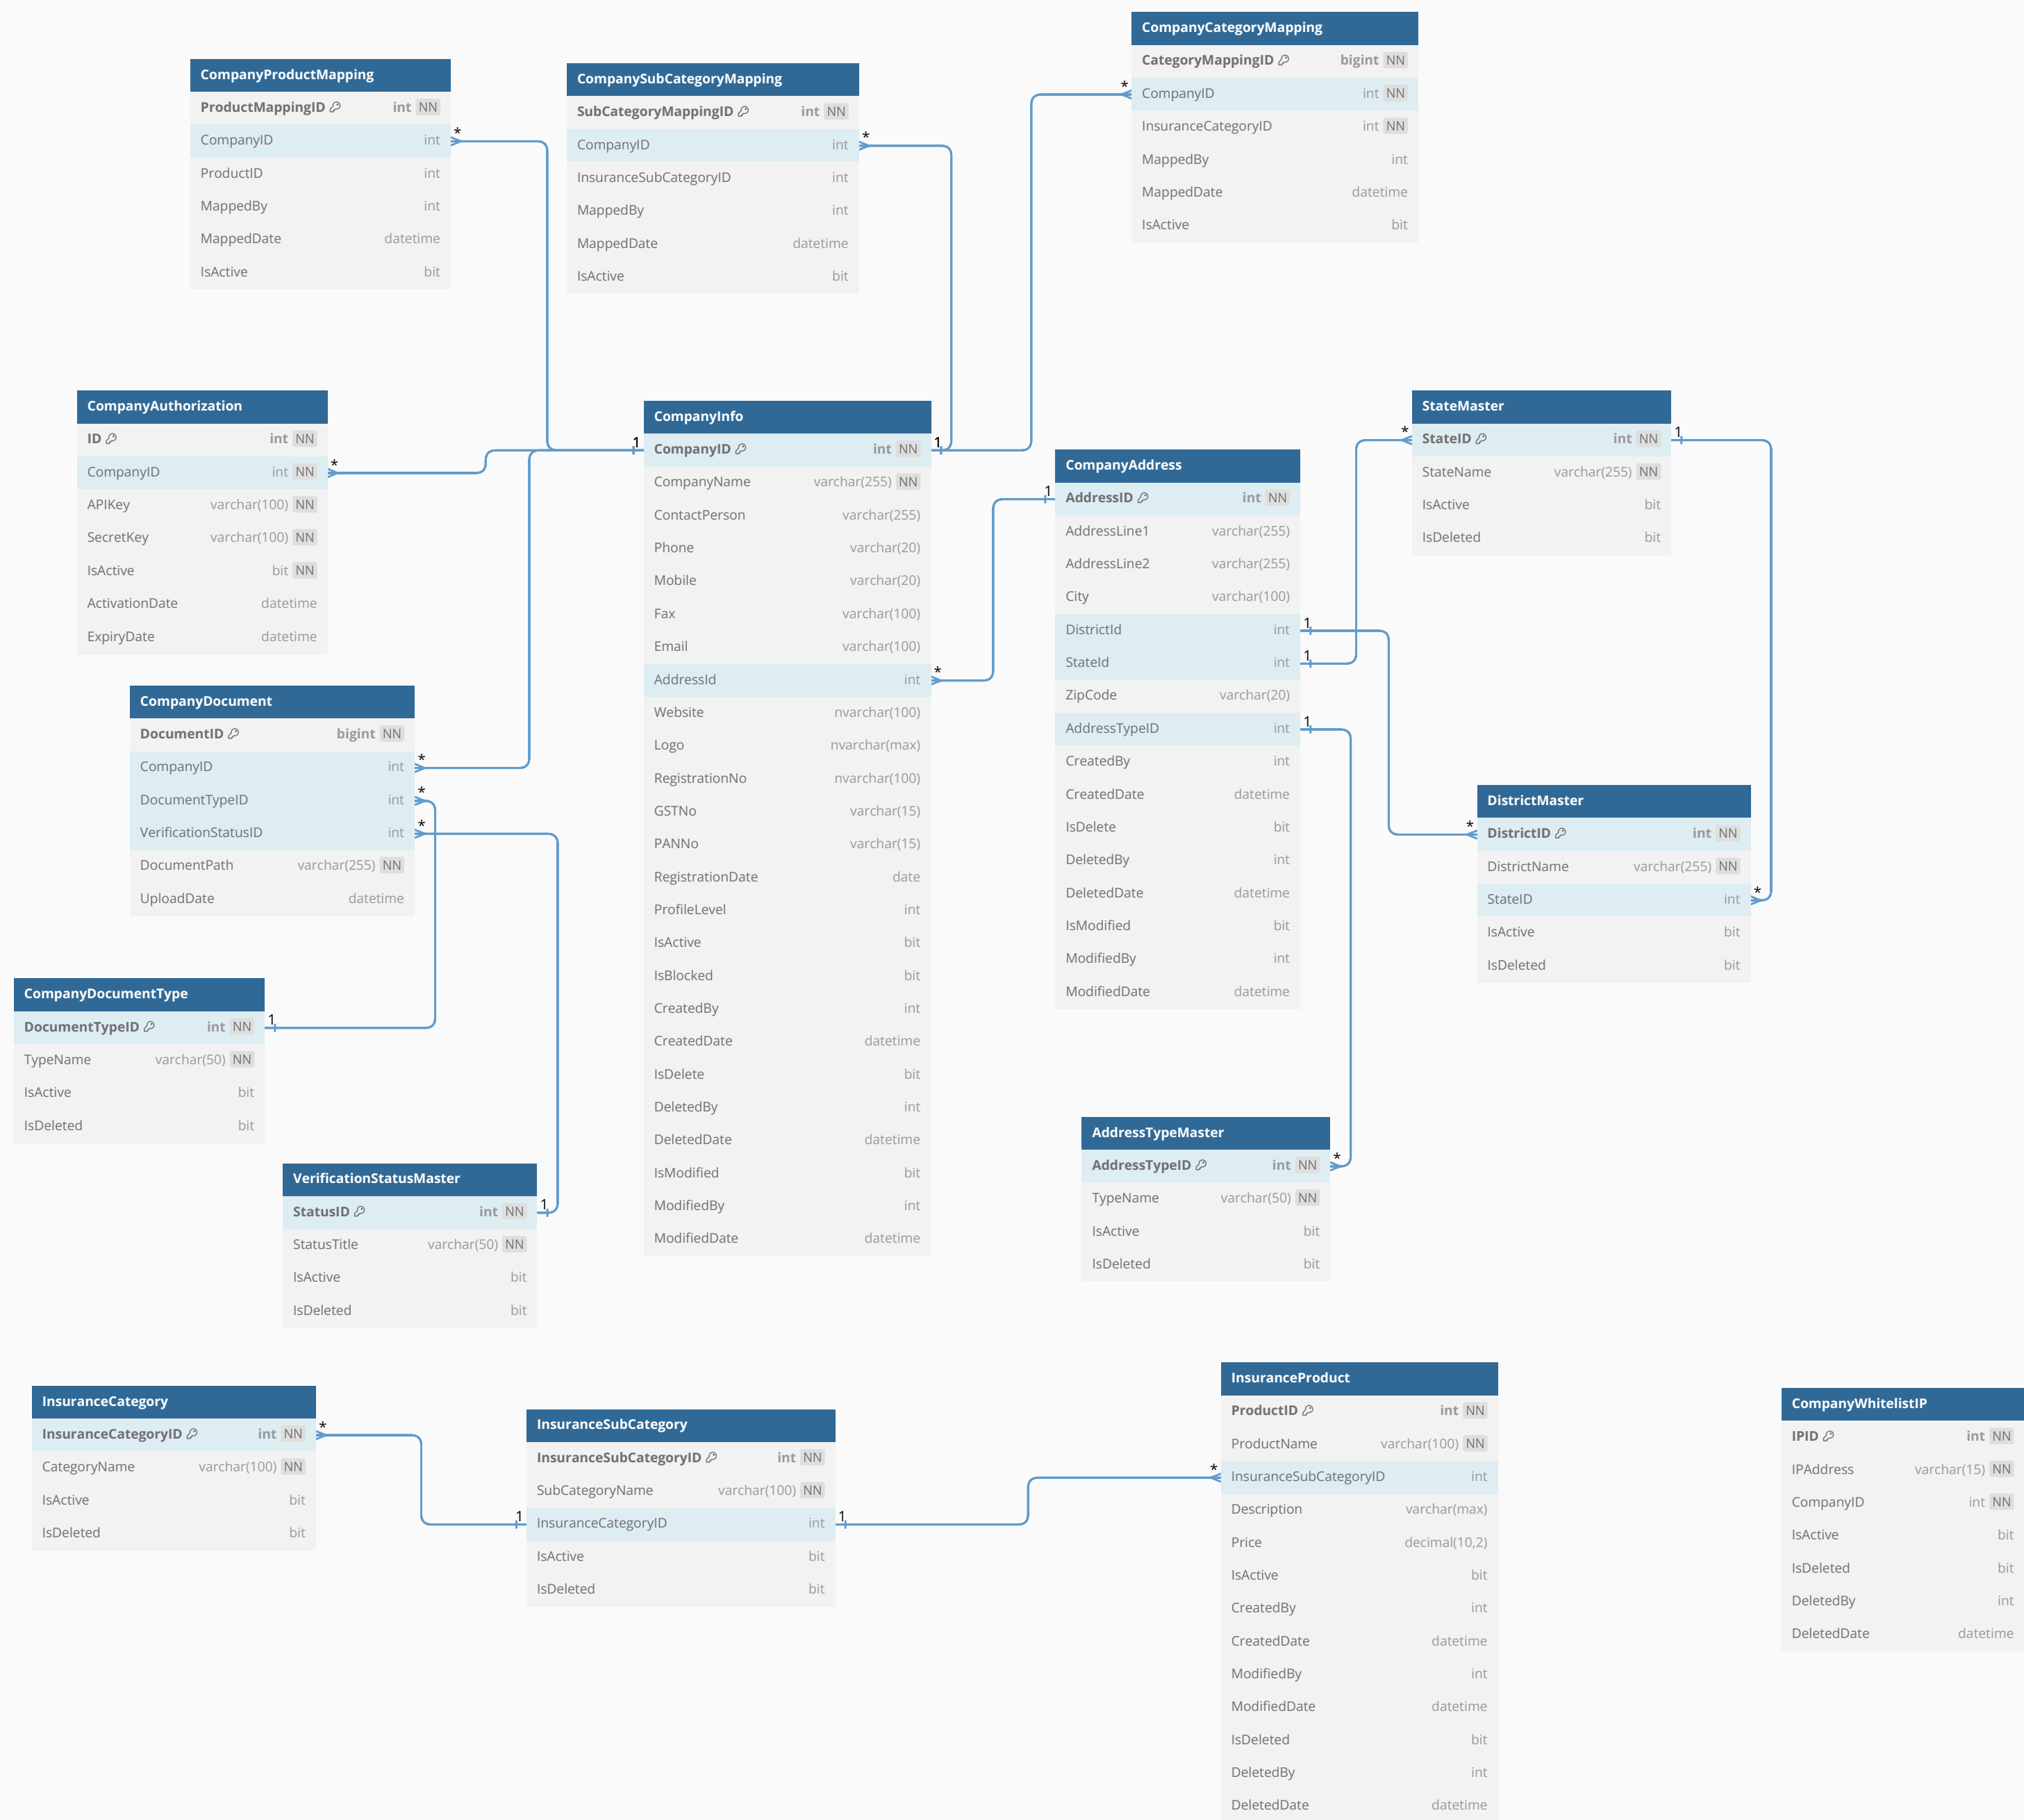 CompanyProductMapping
ProductMappingID int NN
CompanyID int
ProductID int
MappedBy int
MappedDate datetime
IsActive bit
CompanySubCategoryMapping
SubCategoryMappingID int NN
CompanyID int
InsuranceSubCategoryID int
MappedBy int
MappedDate datetime
IsActive bit
CompanyCategoryMapping
CategoryMappingID bigint NN
CompanyID int NN
InsuranceCategoryID int NN
MappedBy int
MappedDate datetime
IsActive bit
* * *
CompanyAuthorization
ID int NN
CompanyID int NN
APIKey varchar(100) NN
SecretKey varchar(100) NN
IsActive bit NN
ActivationDate datetime
ExpiryDate datetime
*
CompanyInfo
1 CompanyID int NN 1
CompanyName varchar(255) NN
ContactPerson varchar(255)
Phone varchar(20)
Mobile varchar(20)
Fax varchar(100)
Email varchar(100)
AddressId int *
Website nvarchar(100)
Logo nvarchar(max)
RegistrationNo nvarchar(100)
GSTNo varchar(15)
PANNo varchar(15)
RegistrationDate date
ProfileLevel int
IsActive bit
IsBlocked bit
CreatedBy int
CreatedDate datetime
IsDelete bit
DeletedBy int
DeletedDate datetime
IsModified bit
ModifiedBy int
ModifiedDate datetime
CompanyAddress
1 AddressID int NN
AddressLine1 varchar(255)
AddressLine2 varchar(255)
City varchar(100)
DistrictId int 1
StateId int 1
ZipCode varchar(20)
AddressTypeID int 1
CreatedBy int
CreatedDate datetime
IsDelete bit
DeletedBy int
DeletedDate datetime
IsModified bit
ModifiedBy int
ModifiedDate datetime
StateMaster
* StateID int NN 1
StateName varchar(255) NN
IsActive bit
IsDeleted bit
DistrictMaster
* DistrictID int NN
DistrictName varchar(255) NN
StateID int *
IsActive bit
IsDeleted bit
CompanyDocument
DocumentID bigint NN
CompanyID int *
DocumentTypeID int *
VerificationStatusID int *
DocumentPath varchar(255) NN
UploadDate datetime
CompanyDocumentType
DocumentTypeID int NN 1
TypeName varchar(50) NN
IsActive bit
IsDeleted bit
VerificationStatusMaster
StatusID int NN 1
StatusTitle varchar(50) NN
IsActive bit
IsDeleted bit
AddressTypeMaster
AddressTypeID int NN *
TypeName varchar(50) NN
IsActive bit
IsDeleted bit
InsuranceCategory
InsuranceCategoryID int NN *
CategoryName varchar(100) NN
IsActive bit
IsDeleted bit
InsuranceSubCategory
InsuranceSubCategoryID int NN
SubCategoryName varchar(100) NN
1 InsuranceCategoryID int 1
IsActive bit
IsDeleted bit
InsuranceProduct
ProductID int NN
ProductName varchar(100) NN
* InsuranceSubCategoryID int
Description varchar(max)
Price decimal(10,2)
IsActive bit
CreatedBy int
CreatedDate datetime
ModifiedBy int
ModifiedDate datetime
IsDeleted bit
DeletedBy int
DeletedDate datetime
CompanyWhitelistIP
IPID int NN
IPAddress varchar(15) NN
CompanyID int NN
IsActive bit
IsDeleted bit
DeletedBy int
DeletedDate datetime